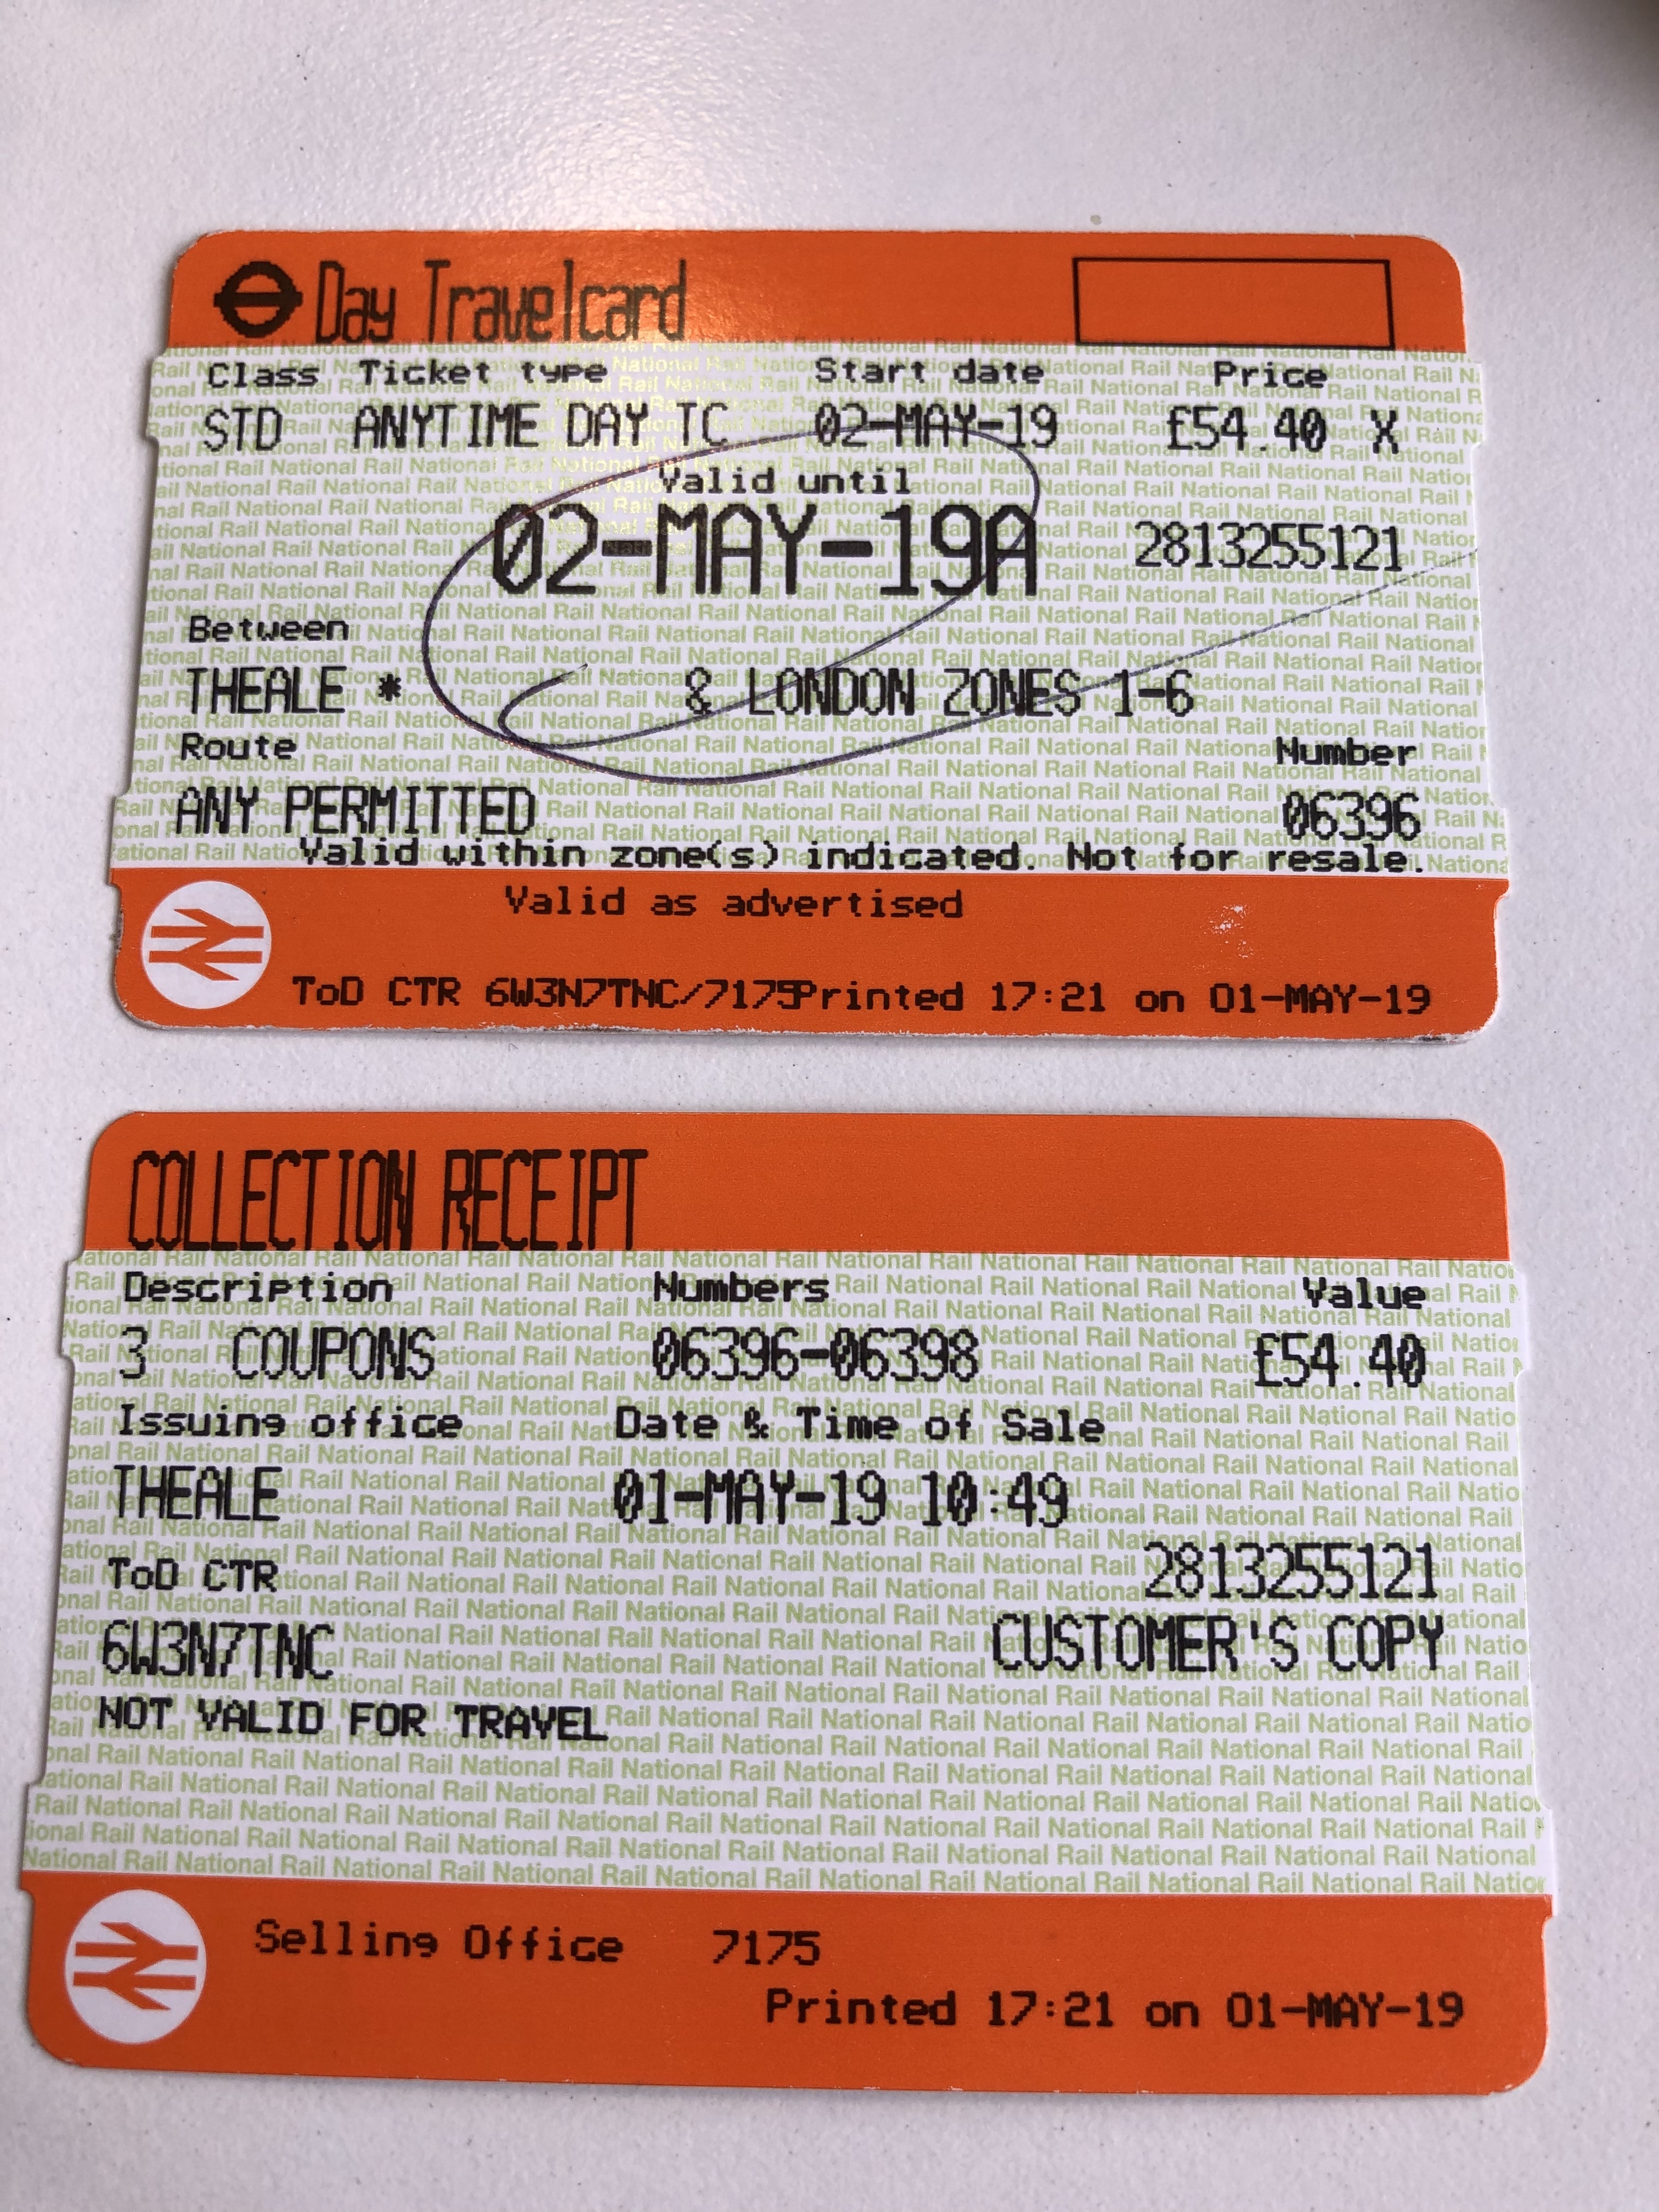 Day Travelcard
Class Ticket type Start date Price
STD ANYTIME DAY TC 02-MAY-19 £54.40 X
Valid until
02-MAY-19A 2813255121
Between
THEALE * & LONDON ZONES 1-6
Route Number
ANY PERMITTED 06396
Valid within zone(s) indicated. Not for resale.
Valid as advertised
ToD CTR 6W3N7TNC/7175 Printed 17:21 on 01-MAY-19
COLLECTION RECEIPT
Description Numbers Value
3 COUPONS 06396-06398 £54.40
Issuing office Date & Time of Sale
THEALE 01-MAY-19 10:49
ToD CTR 2813255121
6W3N7TNC CUSTOMER'S COPY
NOT VALID FOR TRAVEL
Selling Office 7175
Printed 17:21 on 01-MAY-19